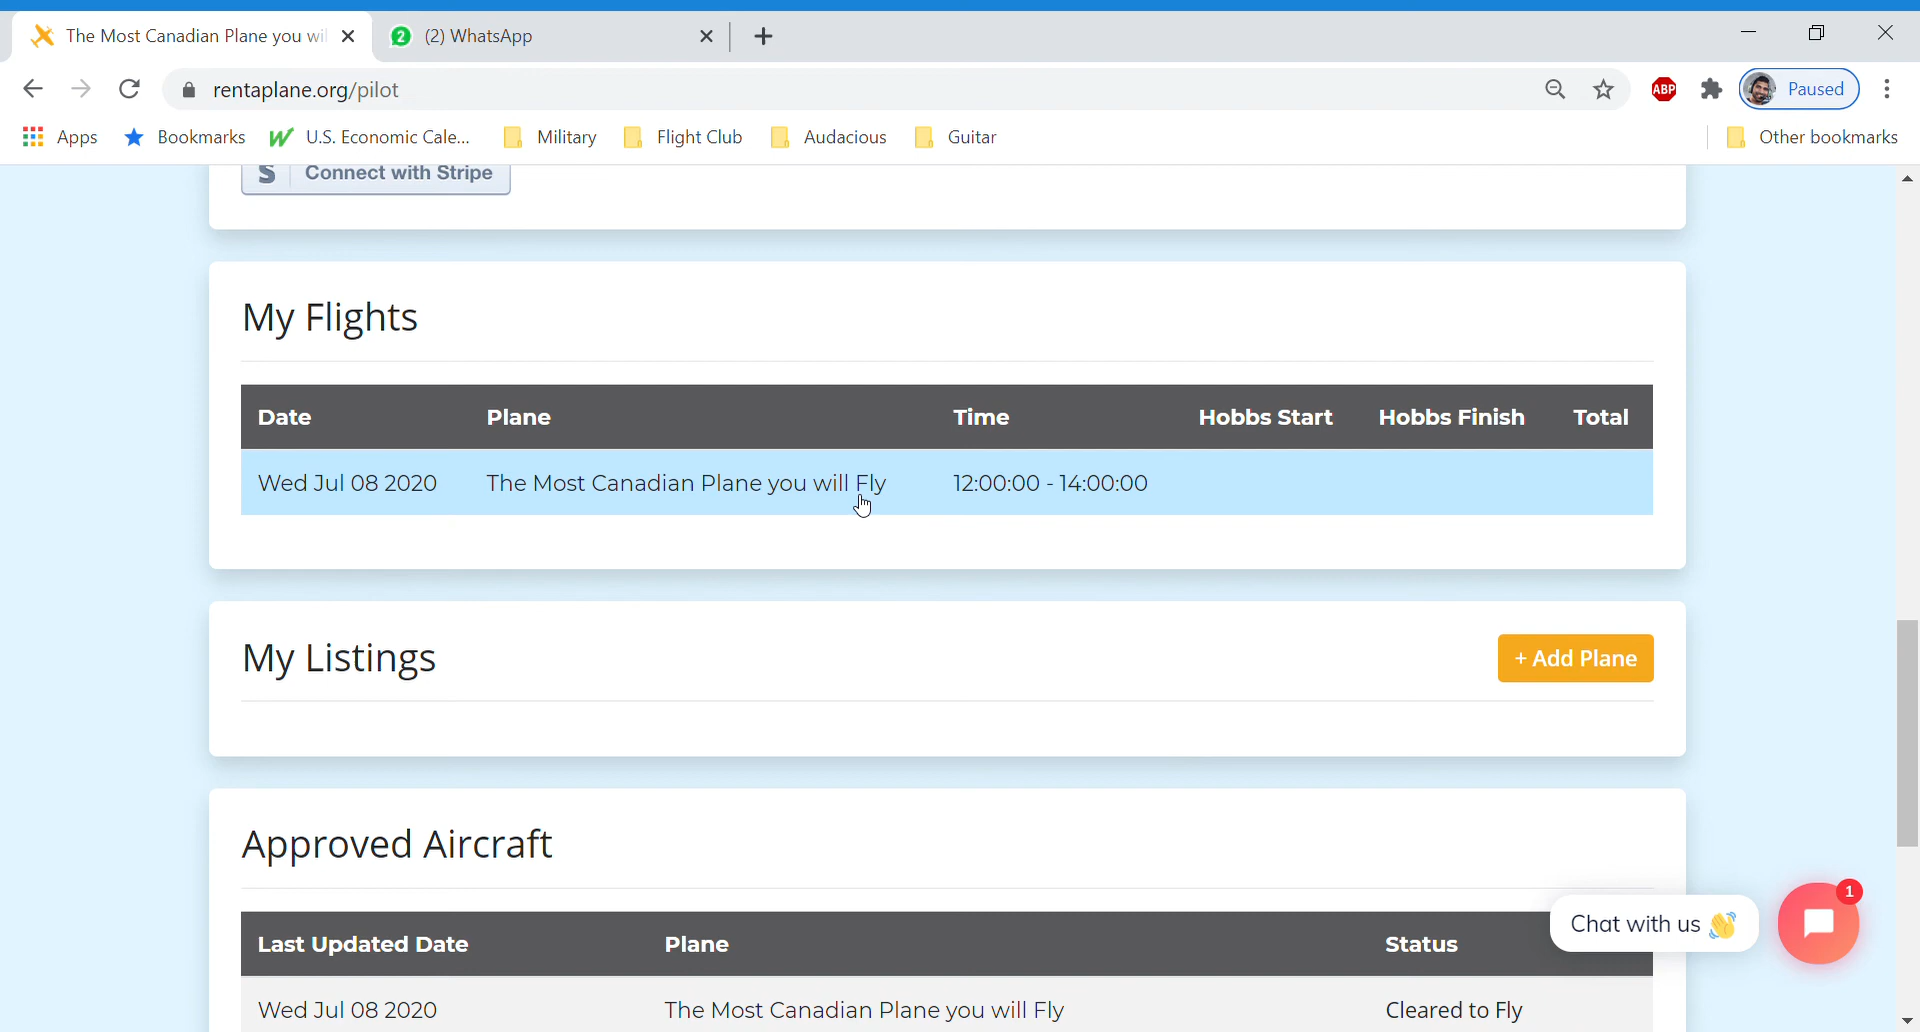 The Most Canadian Plane you wil
2 (2) WhatsApp
rentaplane.org/pilot
ABP
Paused
Apps Bookmarks U.S. Economic Cale... Military Flight Club Audacious Guitar Other bookmarks
S Connect with Stripe
My Flights
Date Plane Time Hobbs Start Hobbs Finish Total
Wed Jul 08 2020 The Most Canadian Plane you will Fly 12:00:00 - 14:00:00
My Listings
+ Add Plane
Approved Aircraft
1
Chat with us 👋
Last Updated Date Plane Status
Wed Jul 08 2020 The Most Canadian Plane you will Fly Cleared to Fly